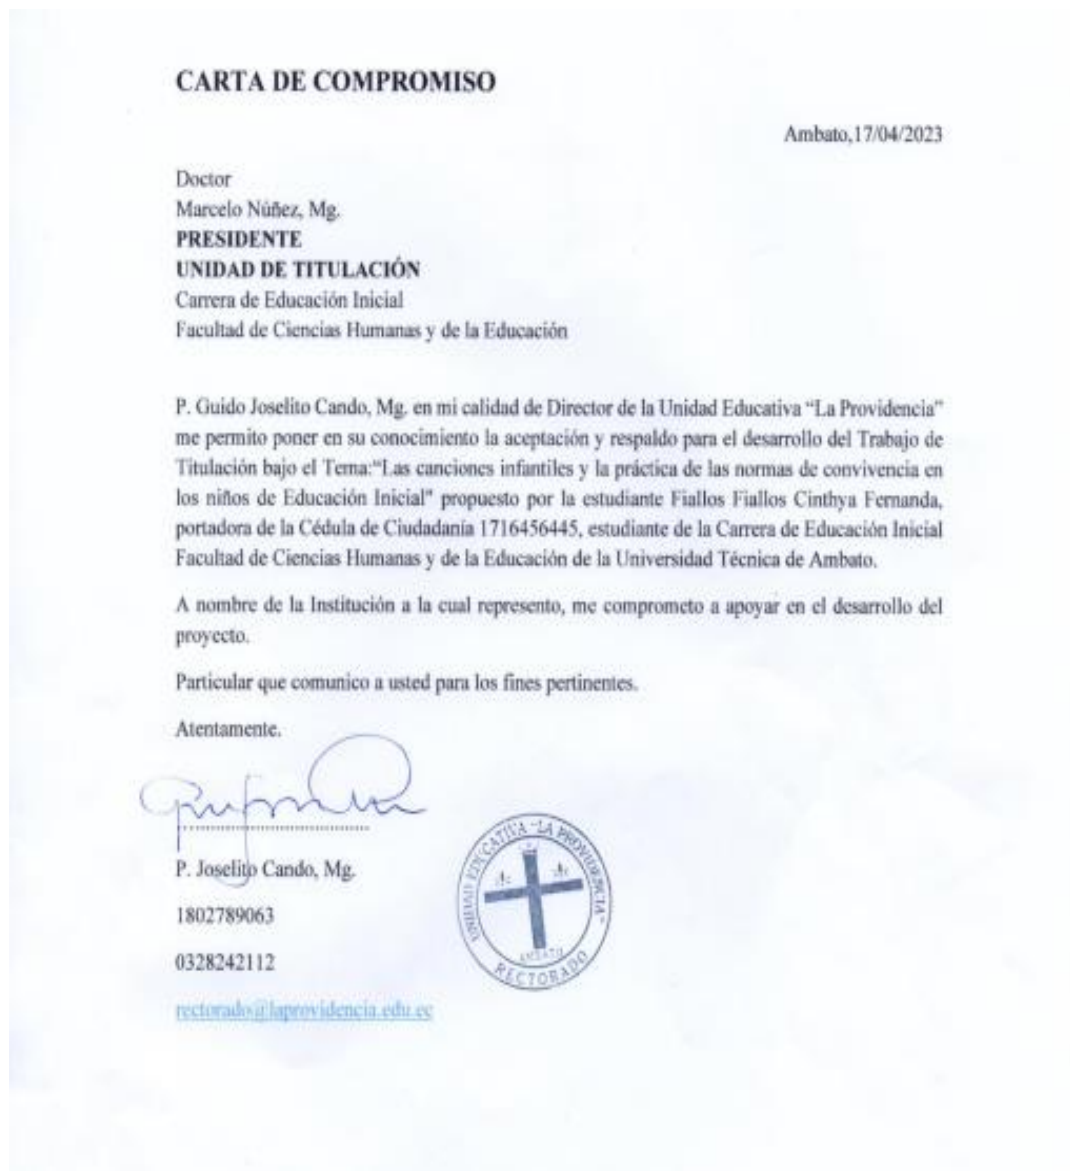 CARTA DE COMPROMISO
Ambato,17/04/2023
Doctor
Marcelo Núñez, Mg.
PRESIDENTE
UNIDAD DE TITULACIÓN
Carrera de Educación Inicial
Facultad de Ciencias Humanas y de la Educación
P. Guido Joselito Cando, Mg. en mi calidad de Director de la Unidad Educativa “La Providencia”
me permito poner en su conocimiento la aceptación y respaldo para el desarrollo del Trabajo de
Titulación bajo el Tema:“Las canciones infantiles y la práctica de las normas de convivencia en
los niños de Educación Inicial" propuesto por la estudiante Fiallos Fiallos Cinthya Fernanda,
portadora de la Cédula de Ciudadanía 1716456445, estudiante de la Carrera de Educación Inicial
Facultad de Ciencias Humanas y de la Educación de la Universidad Técnica de Ambato.
A nombre de la Institución a la cual represento, me comprometo a apoyar en el desarrollo del
proyecto.
Particular que comunico a usted para los fines pertinentes.
Atentamente.
P. Joselito Cando, Mg.
1802789063
0328242112
rectorado@laprovidencia.edu.ec
UNIDAD EDUCATIVA "LA PROVIDENCIA"
AMBATO
RECTORADO